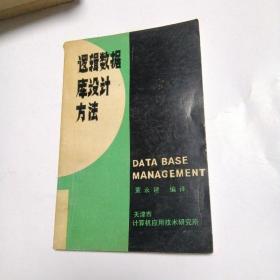 逻辑数据
库设计
方法
DATA BASE
MANAGEMENT
董永建 编译
天津市
计算机应用技术研究所